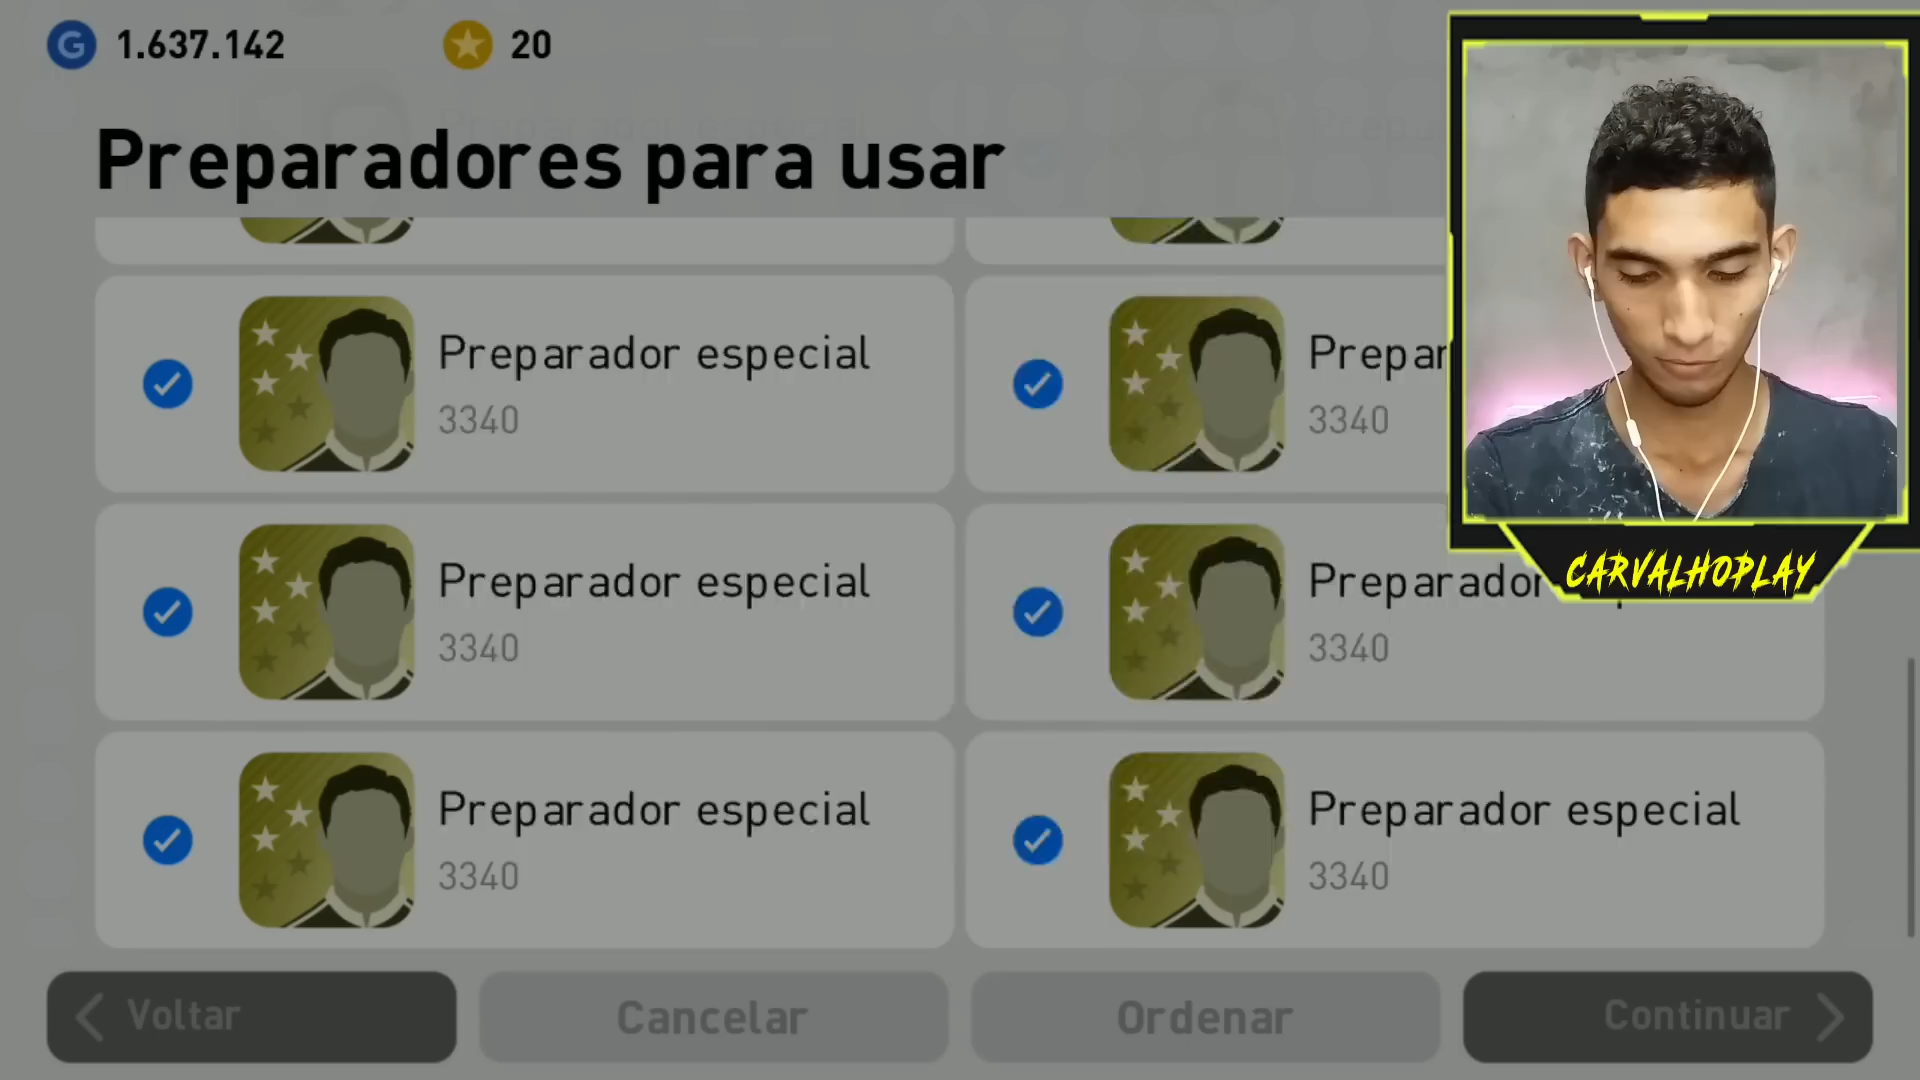 G 1.637.142 20
Preparadores para usar
Preparador especial
3340
Prepar
3340
Preparador especial
3340
Preparador
3340
Preparador especial
3340
Preparador especial
3340
CARVALHOPLAY
Voltar
Cancelar
Ordenar
Continuar